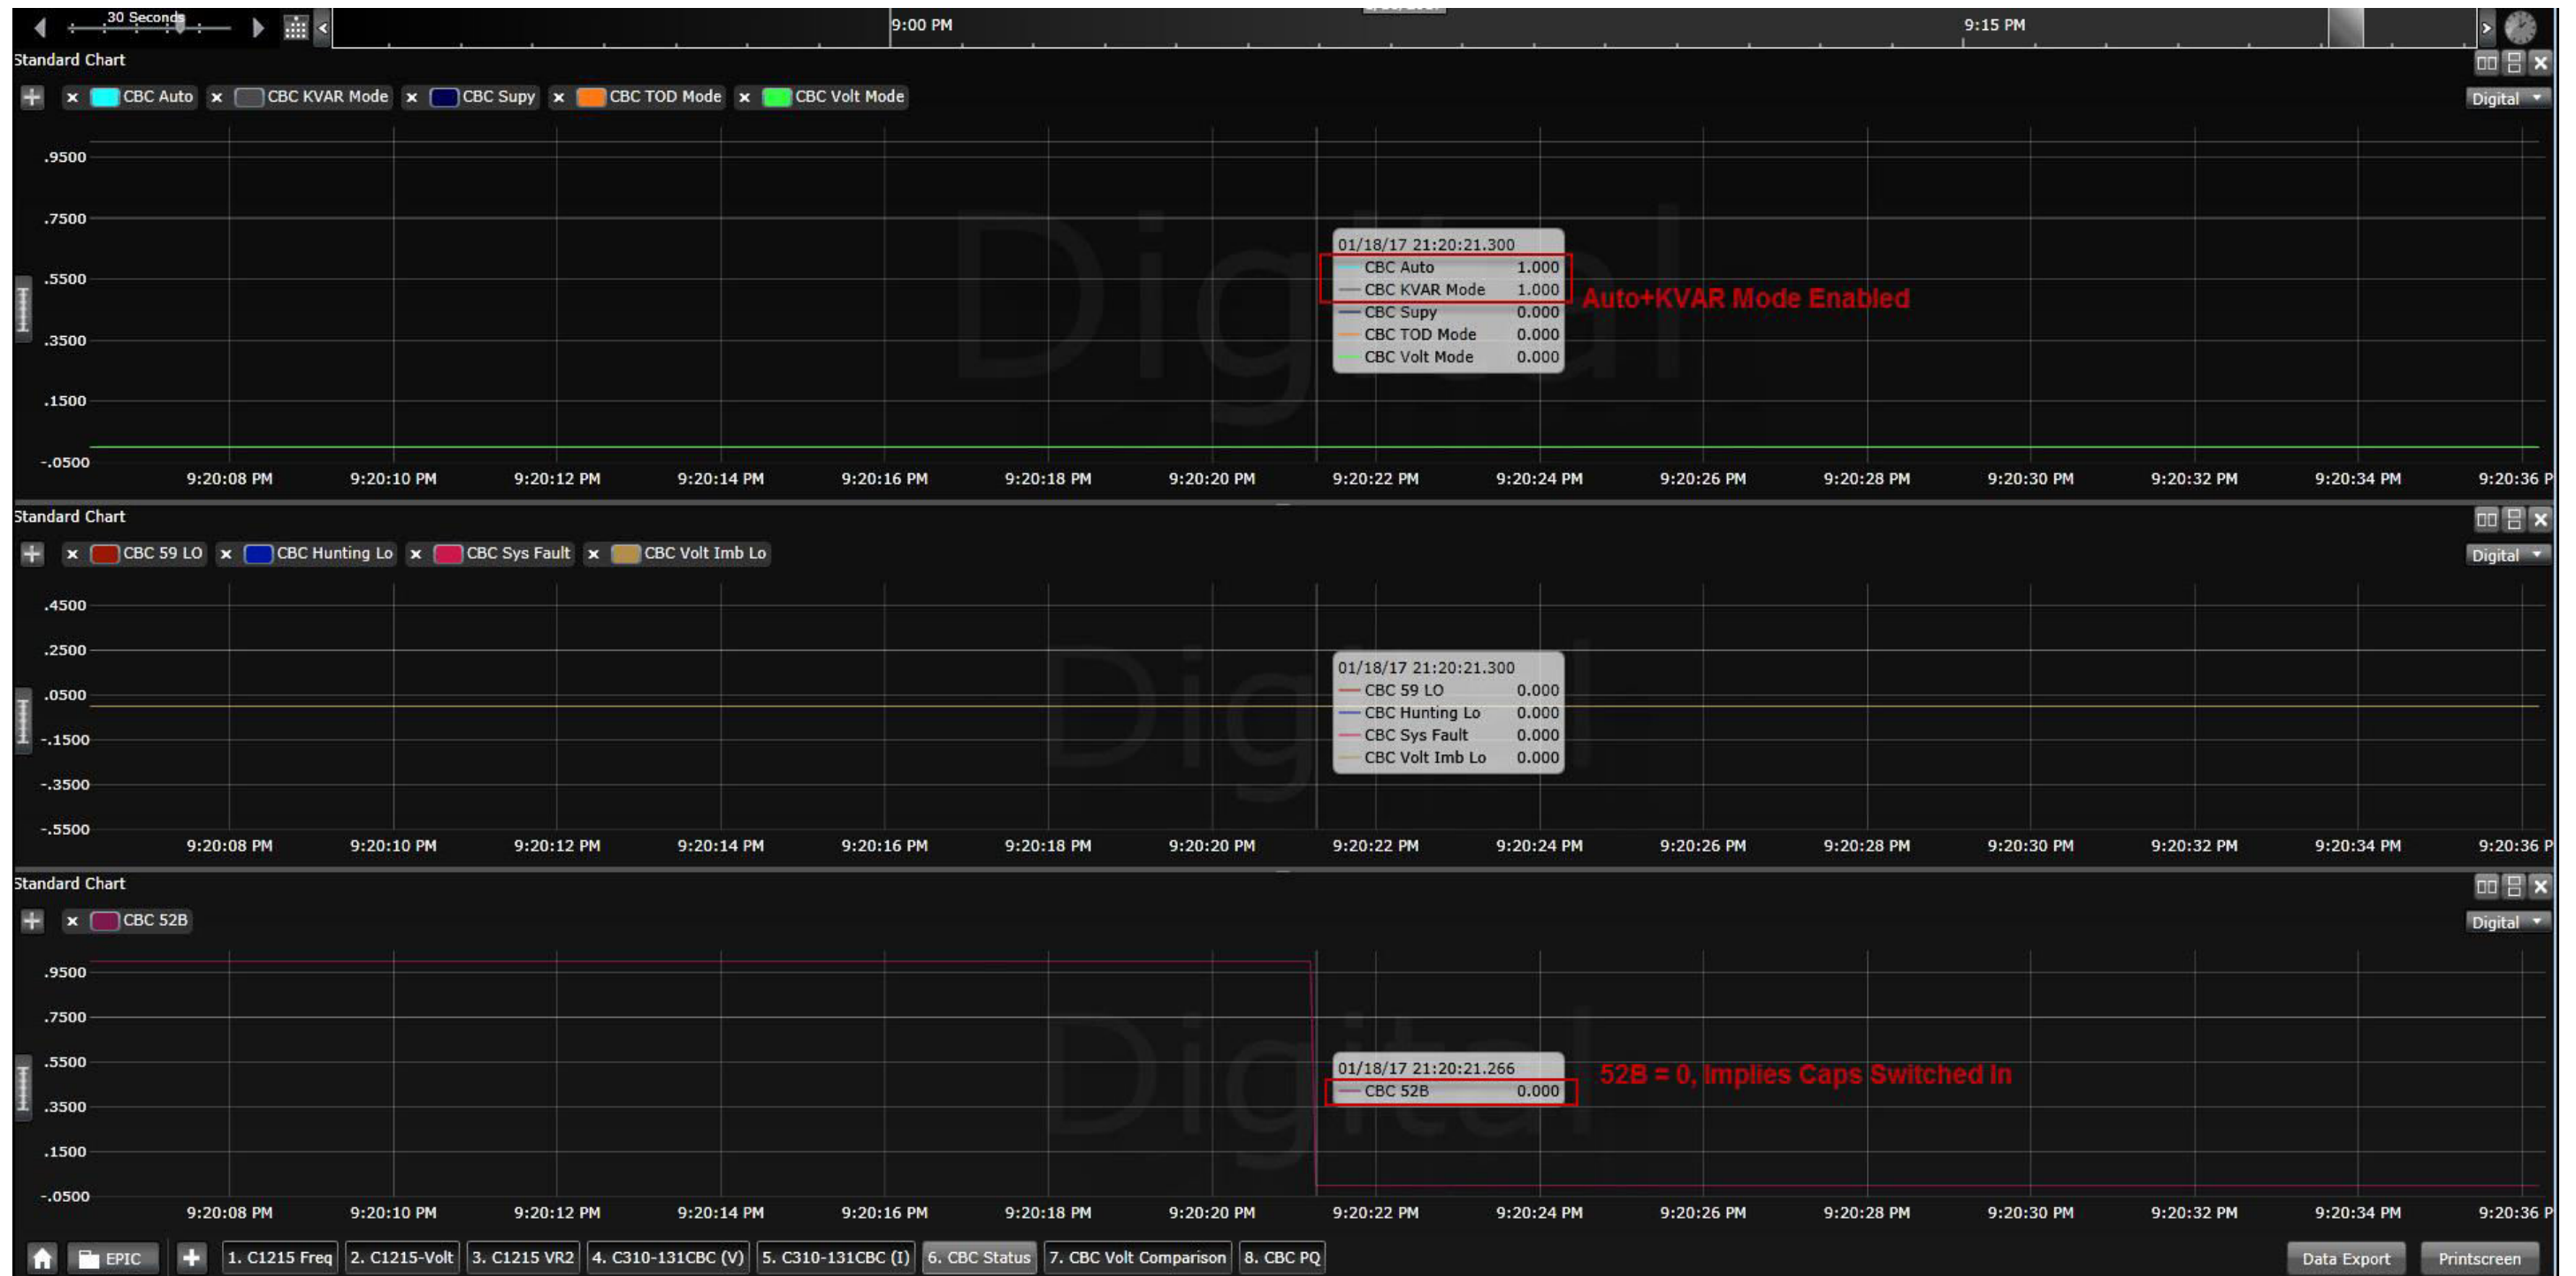 30 Seconds
9:00 PM
9:15 PM
Standard Chart
CBC Auto CBC KVAR Mode CBC Supy CBC TOD Mode CBC Volt Mode
Digital
Digital
.9500
.7500
.5500
.3500
.1500
-.0500
01/18/17 21:20:21.300
CBC Auto 1.000
CBC KVAR Mode 1.000
CBC Supy 0.000
CBC TOD Mode 0.000
CBC Volt Mode 0.000
Auto+KVAR Mode Enabled
9:20:08 PM 9:20:10 PM 9:20:12 PM 9:20:14 PM 9:20:16 PM 9:20:18 PM 9:20:20 PM 9:20:22 PM 9:20:24 PM 9:20:26 PM 9:20:28 PM 9:20:30 PM 9:20:32 PM 9:20:34 PM 9:20:36 P
Standard Chart
CBC 59 LO CBC Hunting Lo CBC Sys Fault CBC Volt Imb Lo
Digital
Digital
.4500
.2500
.0500
-.1500
-.3500
-.5500
01/18/17 21:20:21.300
CBC 59 LO 0.000
CBC Hunting Lo 0.000
CBC Sys Fault 0.000
CBC Volt Imb Lo 0.000
9:20:08 PM 9:20:10 PM 9:20:12 PM 9:20:14 PM 9:20:16 PM 9:20:18 PM 9:20:20 PM 9:20:22 PM 9:20:24 PM 9:20:26 PM 9:20:28 PM 9:20:30 PM 9:20:32 PM 9:20:34 PM 9:20:36 P
Standard Chart
CBC 52B
Digital
Digital
.9500
.7500
.5500
.3500
.1500
-.0500
01/18/17 21:20:21.266
CBC 52B 0.000
52B = 0, Implies Caps Switched In
9:20:08 PM 9:20:10 PM 9:20:12 PM 9:20:14 PM 9:20:16 PM 9:20:18 PM 9:20:20 PM 9:20:22 PM 9:20:24 PM 9:20:26 PM 9:20:28 PM 9:20:30 PM 9:20:32 PM 9:20:34 PM 9:20:36 P
EPIC 1. C1215 Freq 2. C1215-Volt 3. C1215 VR2 4. C310-131CBC (V) 5. C310-131CBC (I) 6. CBC Status 7. CBC Volt Comparison 8. CBC PQ Data Export Printscreen